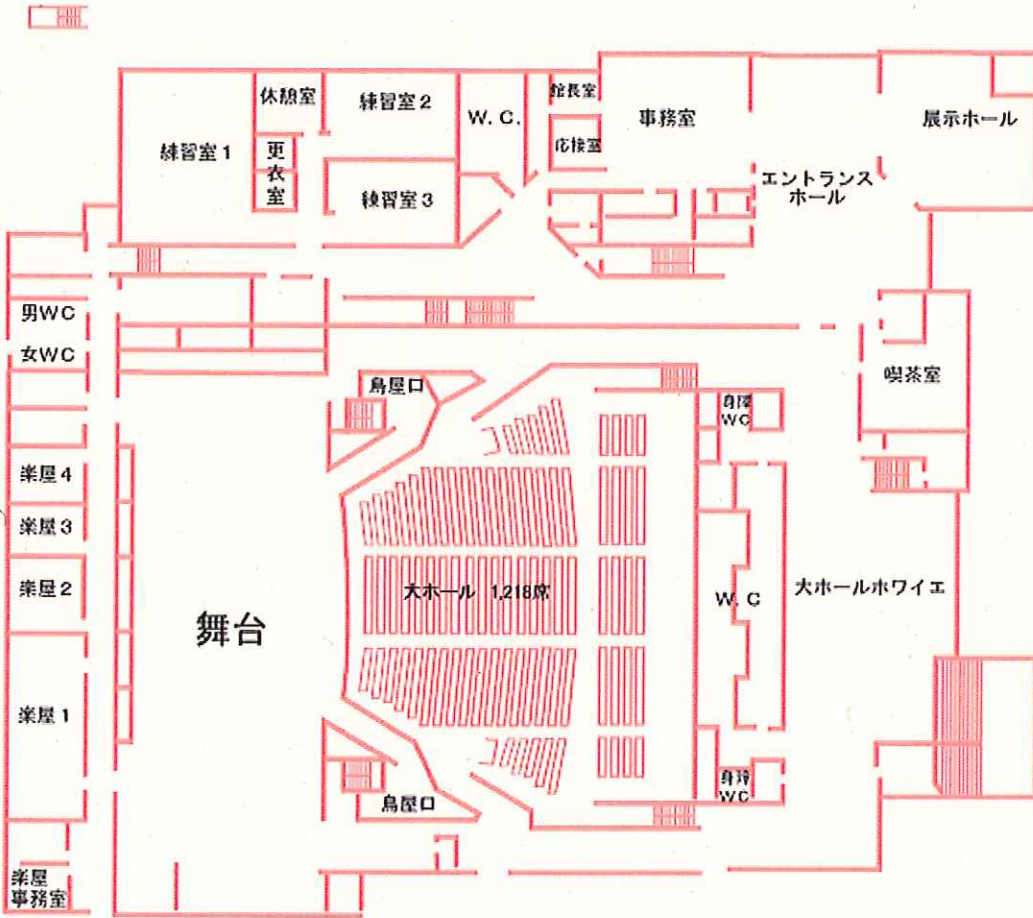 休憩室
練習室2
W. C.
館長室
事務室
展示ホール
練習室1
更衣室
応接室
練習室3
エントランス
ホール
男WC
女WC
喫茶室
鳥屋口
身障
WC
楽屋4
楽屋3
楽屋2
大ホール 1,218席
W. C
大ホールホワイエ
舞台
楽屋1
鳥屋口
身障
WC
楽屋
事務室